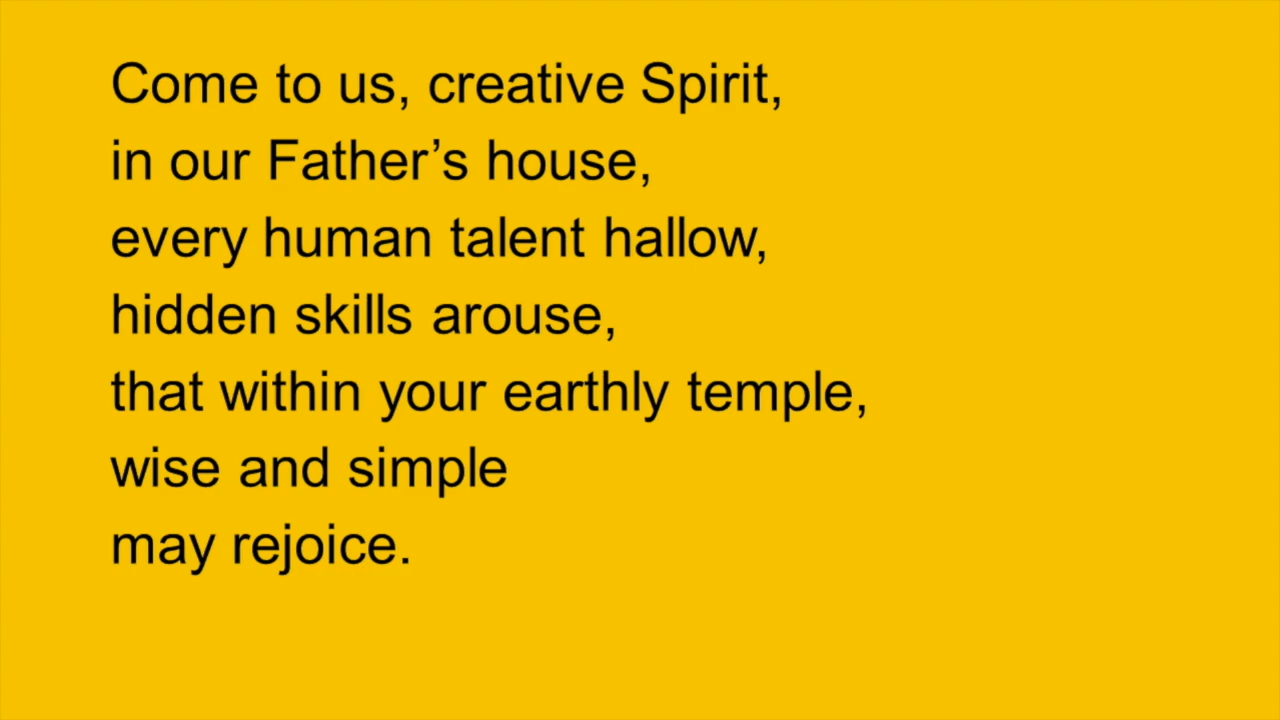 Come to us, creative Spirit,
in our Father’s house,
every human talent hallow,
hidden skills arouse,
that within your earthly temple,
wise and simple
may rejoice.